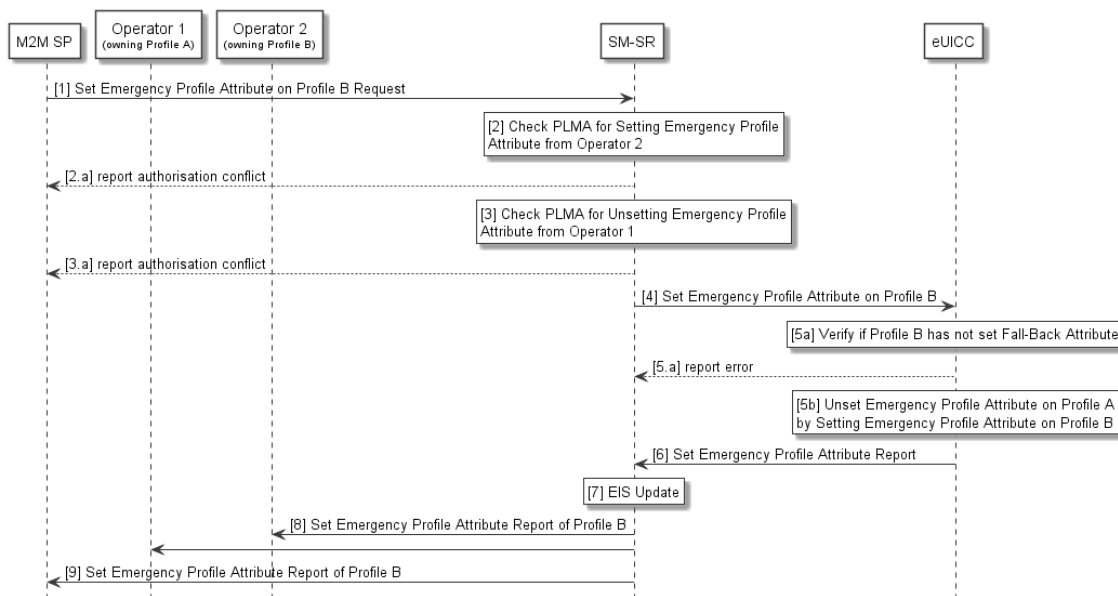 M2M SP
Operator 1
(owning Profile A)
Operator 2
(owning Profile B)
SM-SR
eUICC
[1] Set Emergency Profile Attribute on Profile B Request
[2] Check PLMA for Setting Emergency Profile
Attribute from Operator 2
[2.a] report authorisation conflict
[3] Check PLMA for Unsetting Emergency Profile
Attribute from Operator 1
[3.a] report authorisation conflict
[4] Set Emergency Profile Attribute on Profile B
[5a] Verify if Profile B has not set Fall-Back Attribute
[5.a] report error
[5b] Unset Emergency Profile Attribute on Profile A
by Setting Emergency Profile Attribute on Profile B
[6] Set Emergency Profile Attribute Report
[7] EIS Update
[8] Set Emergency Profile Attribute Report of Profile B
[9] Set Emergency Profile Attribute Report of Profile B